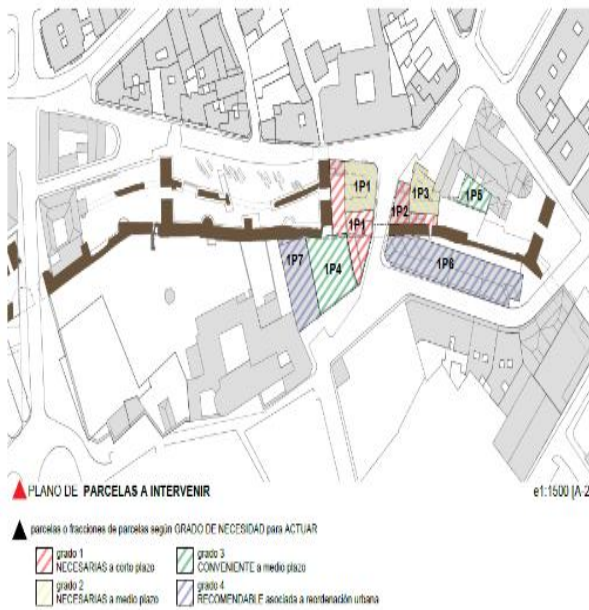 1P1
1P3
1P5
1P2
1P1
1P7
1P4
1P6
PLANO DE PARCELAS A INTERVENIR
e1:1500 [A-2
parcelas o fracciones de parcelas según GRADO DE NECESIDAD para ACTUAR
grado 1
NECESARIAS a corto plazo
grado 3
CONVENIENTE a medio plazo
grado 2
NECESARIAS a medio plazo
grado 4
RECOMENDABLE asociada a reordenación urbana